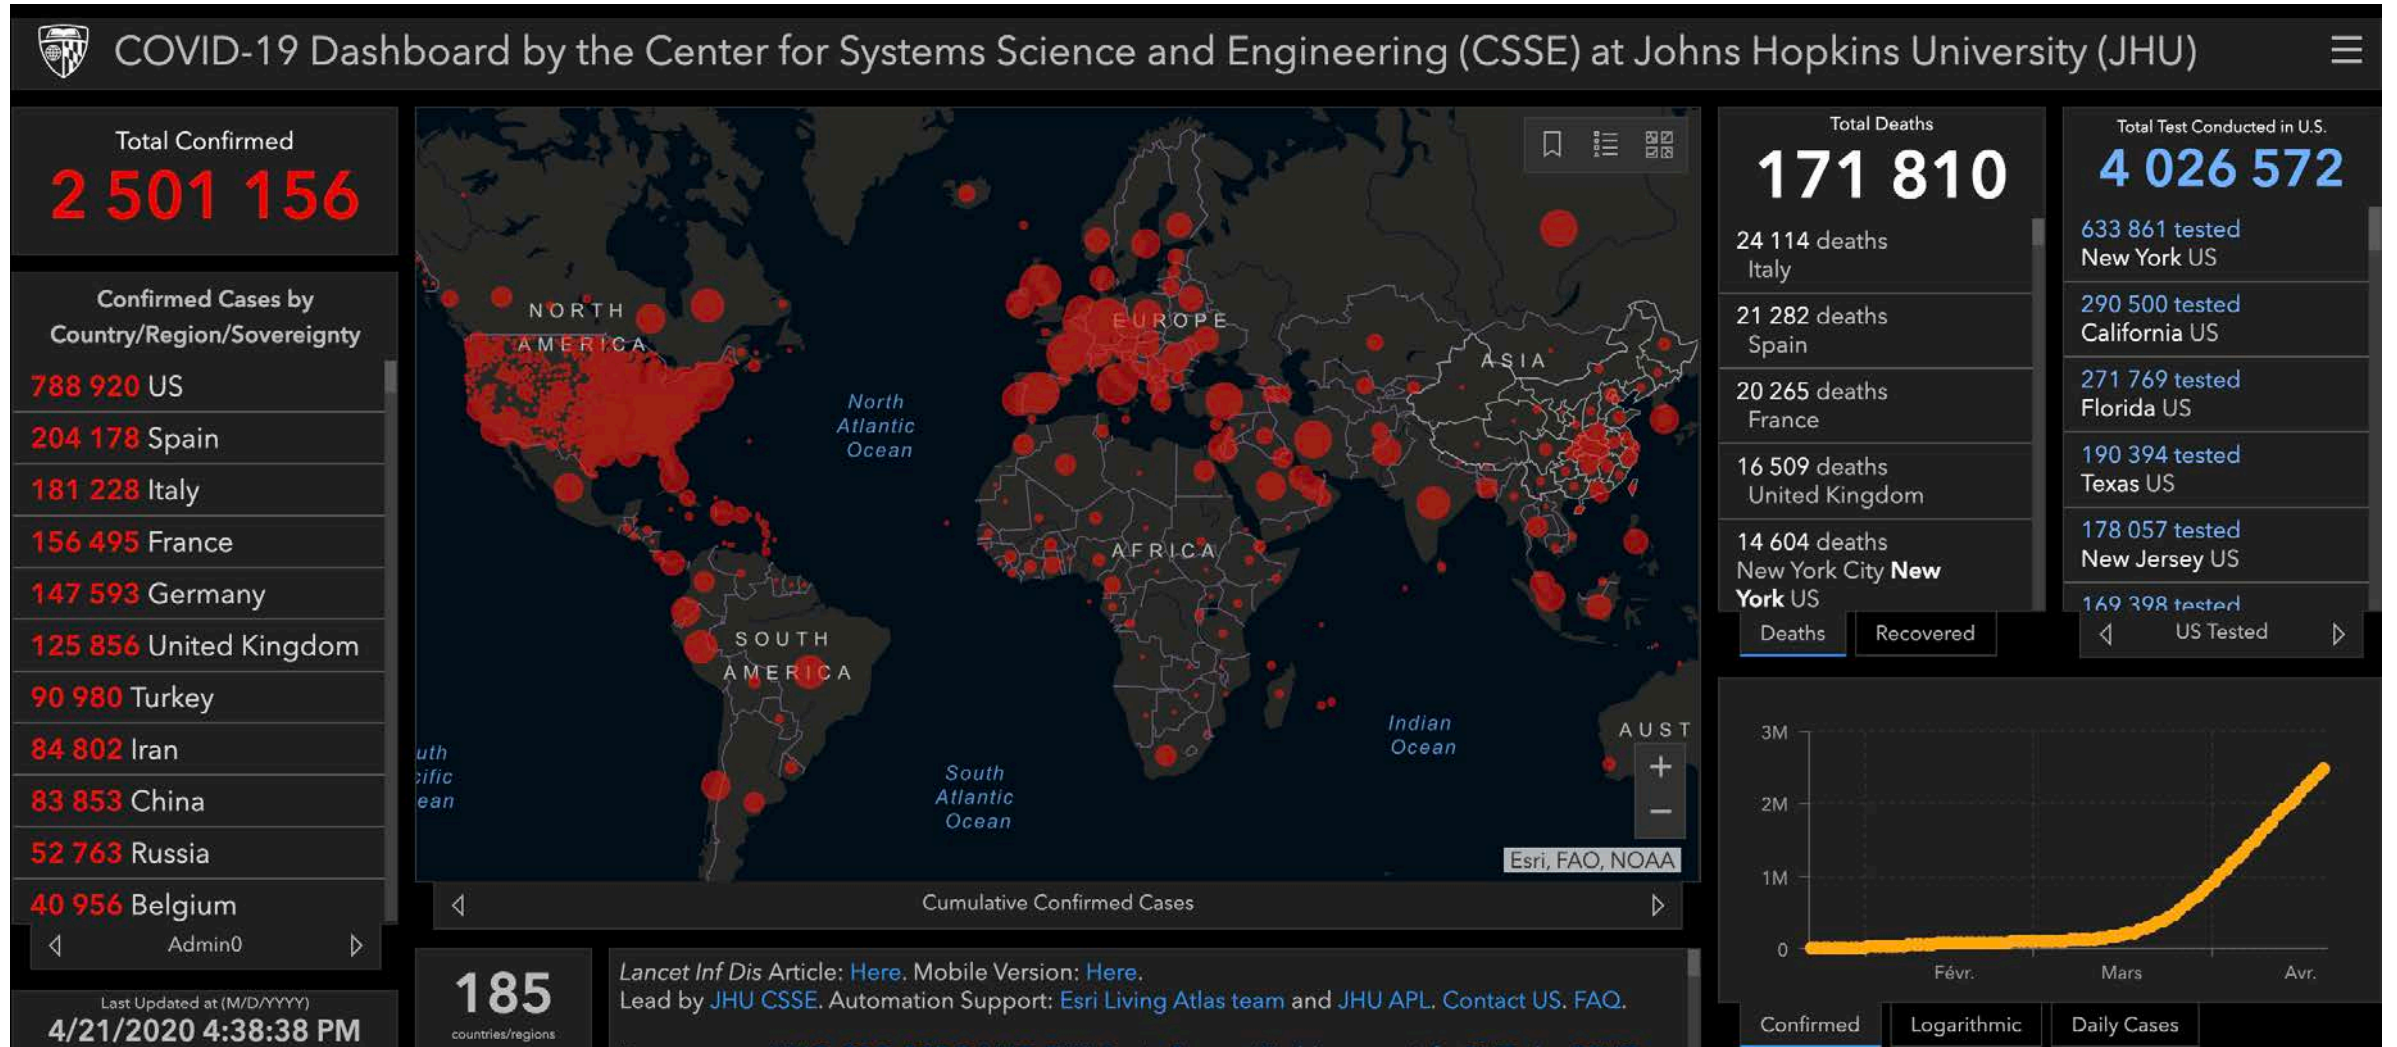 COVID-19 Dashboard by the Center for Systems Science and Engineering (CSSE) at Johns Hopkins University (JHU)
Total Confirmed
2 501 156
Confirmed Cases by
Country/Region/Sovereignty
788 920 US
204 178 Spain
181 228 Italy
156 495 France
147 593 Germany
125 856 United Kingdom
90 980 Turkey
84 802 Iran
83 853 China
52 763 Russia
40 956 Belgium
Admin0
Last Updated at (M/D/YYYY)
4/21/2020 4:38:38 PM
NORTH
AMERICA
EUROPE
ASIA
North
Atlantic
Ocean
AFRICA
SOUTH
AMERICA
Indian
Ocean
AUST
uth
cific
ean
South
Atlantic
Ocean
+
−
Esri, FAO, NOAA
Cumulative Confirmed Cases
185
countries/regions
Lancet Inf Dis Article: Here. Mobile Version: Here.
Lead by JHU CSSE. Automation Support: Esri Living Atlas team and JHU APL. Contact US. FAQ.
Total Deaths
171 810
24 114 deaths
Italy
21 282 deaths
Spain
20 265 deaths
France
16 509 deaths
United Kingdom
14 604 deaths
New York City New
York US
Deaths
Recovered
Total Test Conducted in U.S.
4 026 572
633 861 tested
New York US
290 500 tested
California US
271 769 tested
Florida US
190 394 tested
Texas US
178 057 tested
New Jersey US
169 398 tested
US Tested
3M
2M
1M
0
Févr.
Mars
Avr.
Confirmed
Logarithmic
Daily Cases